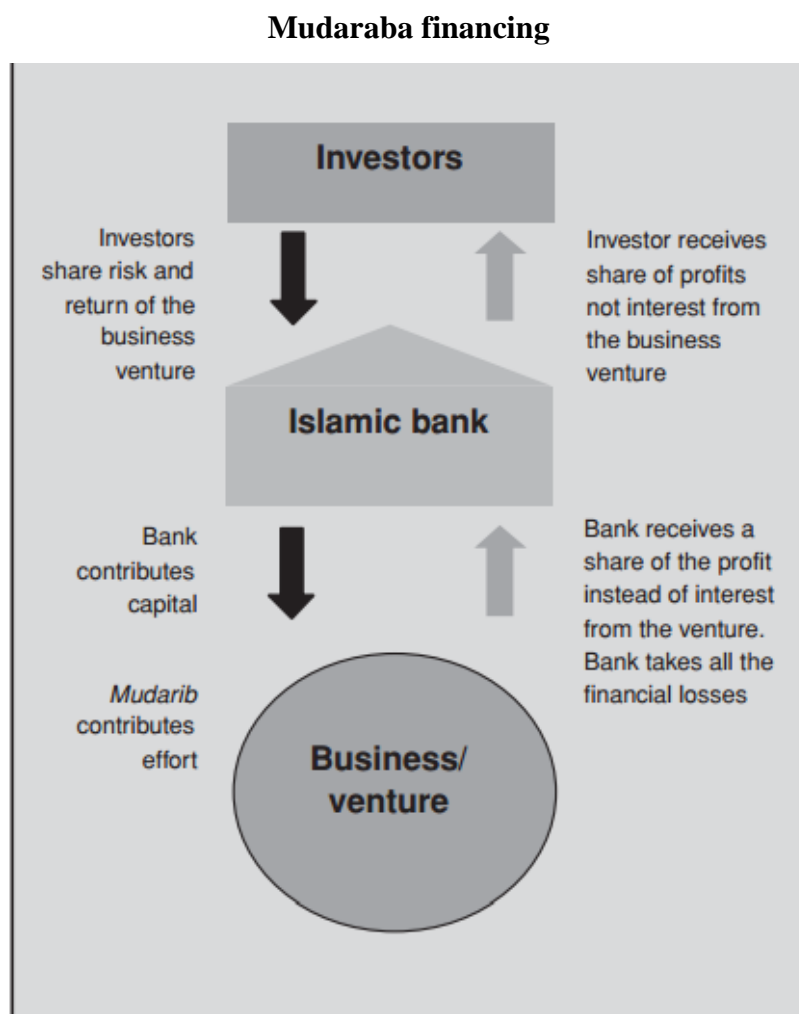 Mudaraba financing
Investors
Investors
share risk and
return of the
business
venture
Investor receives
share of profits
not interest from
the business
venture
Islamic bank
Bank
contributes
capital
Bank receives a
share of the profit
instead of interest
from the venture.
Bank takes all the
financial losses
Mudarib
contributes
effort
Business/
venture